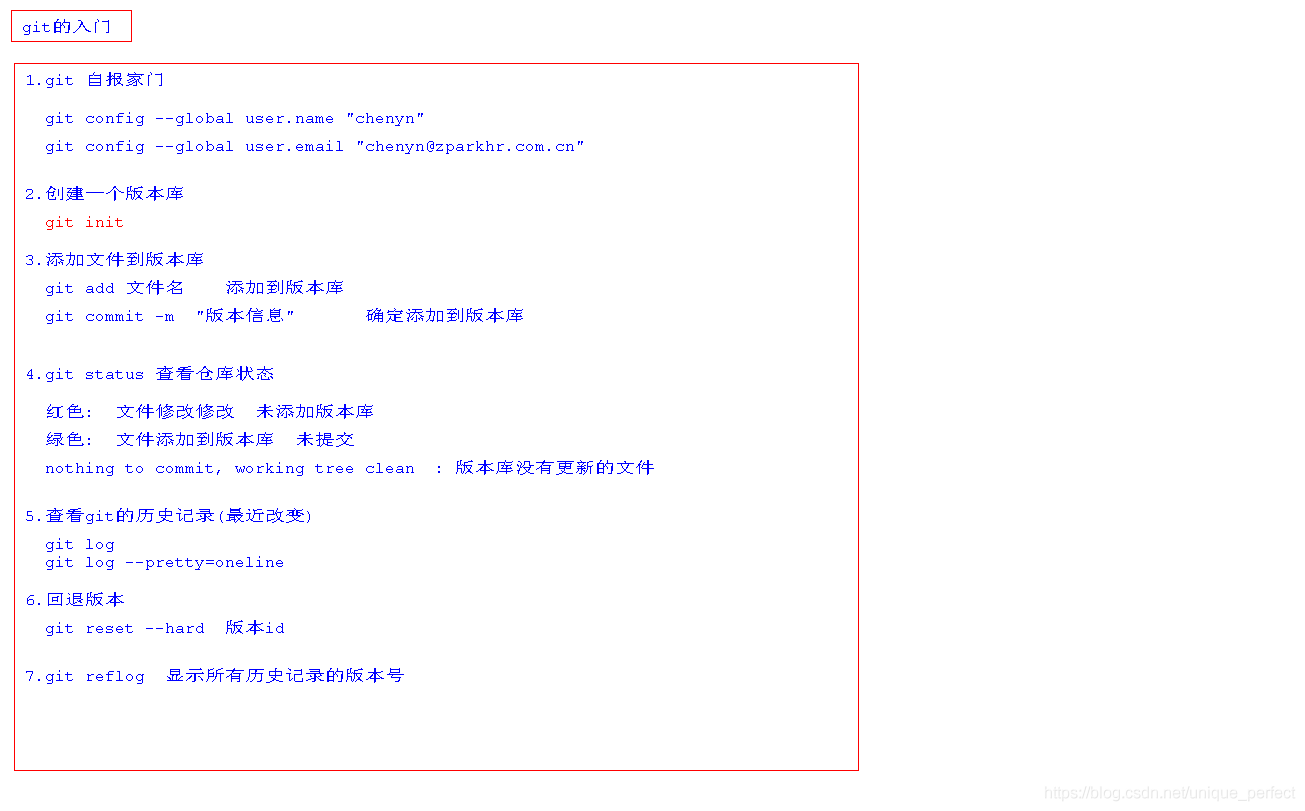 git的入门
1.git 自报家门
git config --global user.name "chenyn"
git config --global user.email "chenyn@zparkhr.com.cn"
2.创建一个版本库
git init
3.添加文件到版本库
git add 文件名 添加到版本库
git commit -m "版本信息" 确定添加到版本库
4.git status 查看仓库状态
红色: 文件修改修改 未添加版本库
绿色: 文件添加到版本库 未提交
nothing to commit, working tree clean : 版本库没有更新的文件
5.查看git的历史记录(最近改变)
git log
git log --pretty=oneline
6.回退版本
git reset --hard 版本id
7.git reflog 显示所有历史记录的版本号
https://blog.csdn.net/unique_perfect